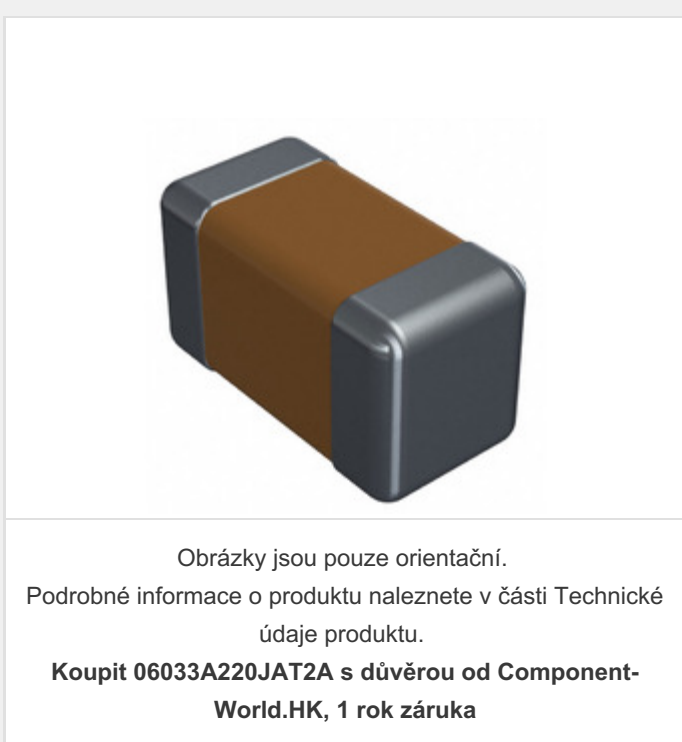 Obrázky jsou pouze orientační.
Podrobné informace o produktu naleznete v části Technické
údaje produktu.
Koupit 06033A220JAT2A s důvěrou od Component-
World.HK, 1 rok záruka